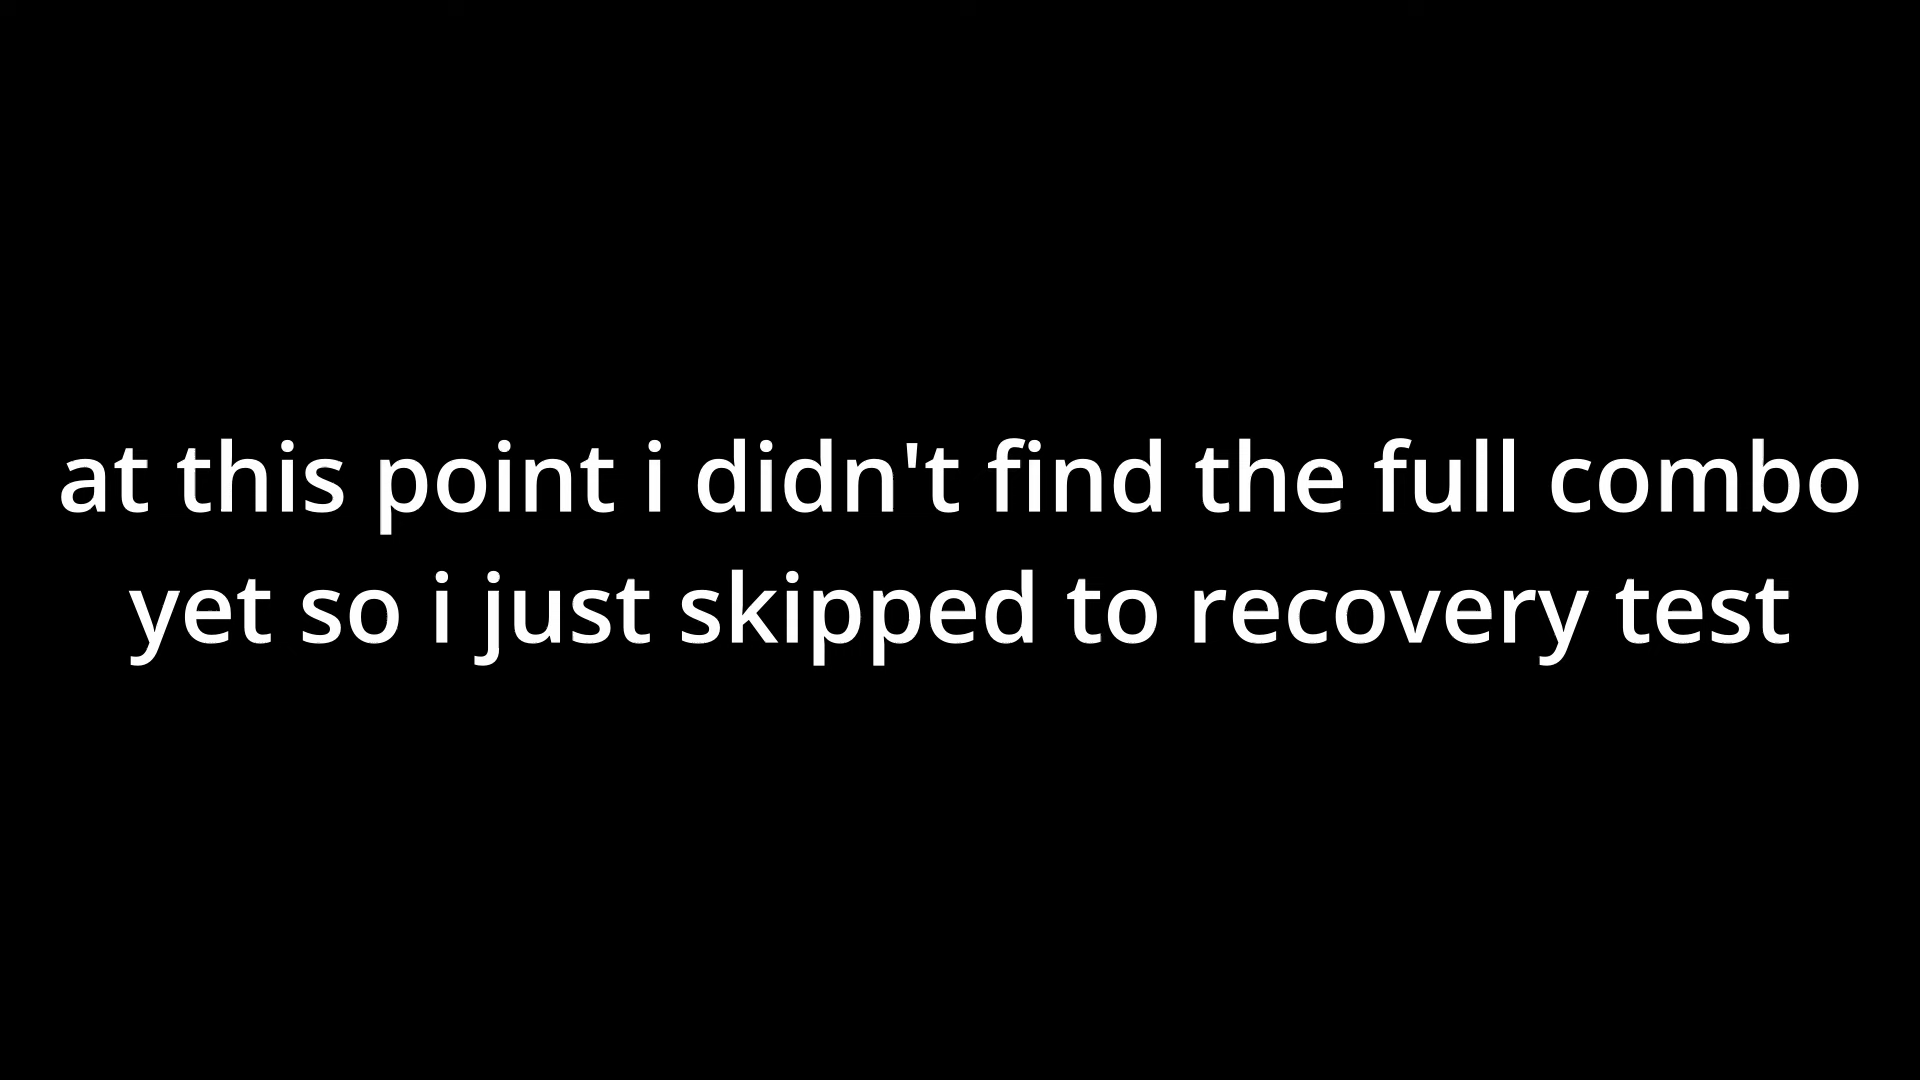 at this point i didn't find the full combo
yet so i just skipped to recovery test